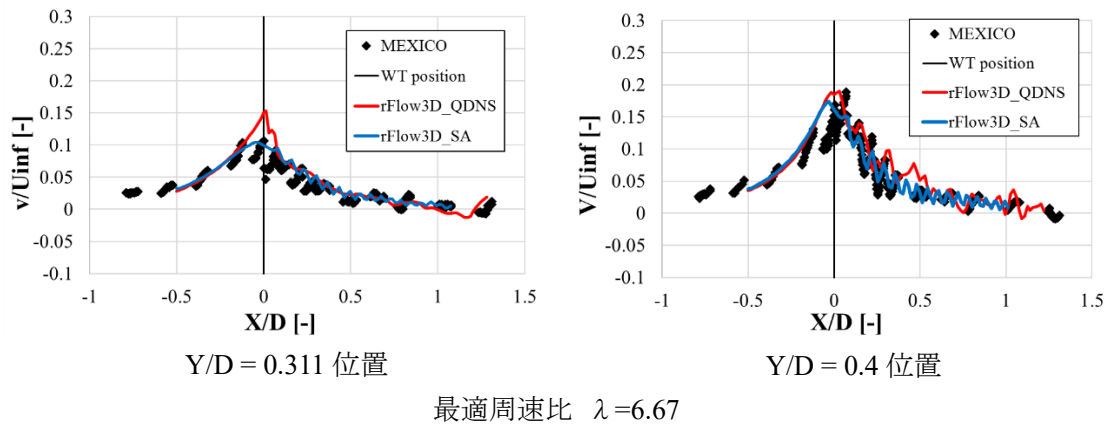 0.3
0.25
0.2
0.15
0.1
0.05
0
-0.05
-0.1
v/Uinf [-]
-1
-0.5
0
0.5
1
1.5
X/D [-]
MEXICO
WT position
rFlow3D_QDNS
rFlow3D_SA
Y/D = 0.311 位置
0.3
0.25
0.2
0.15
0.1
0.05
0
-0.05
-0.1
V/Uinf [-]
-1
-0.5
0
0.5
1
1.5
X/D [-]
MEXICO
WT position
rFlow3D_QDNS
rFlow3D_SA
Y/D = 0.4 位置
最適周速比 λ=6.67